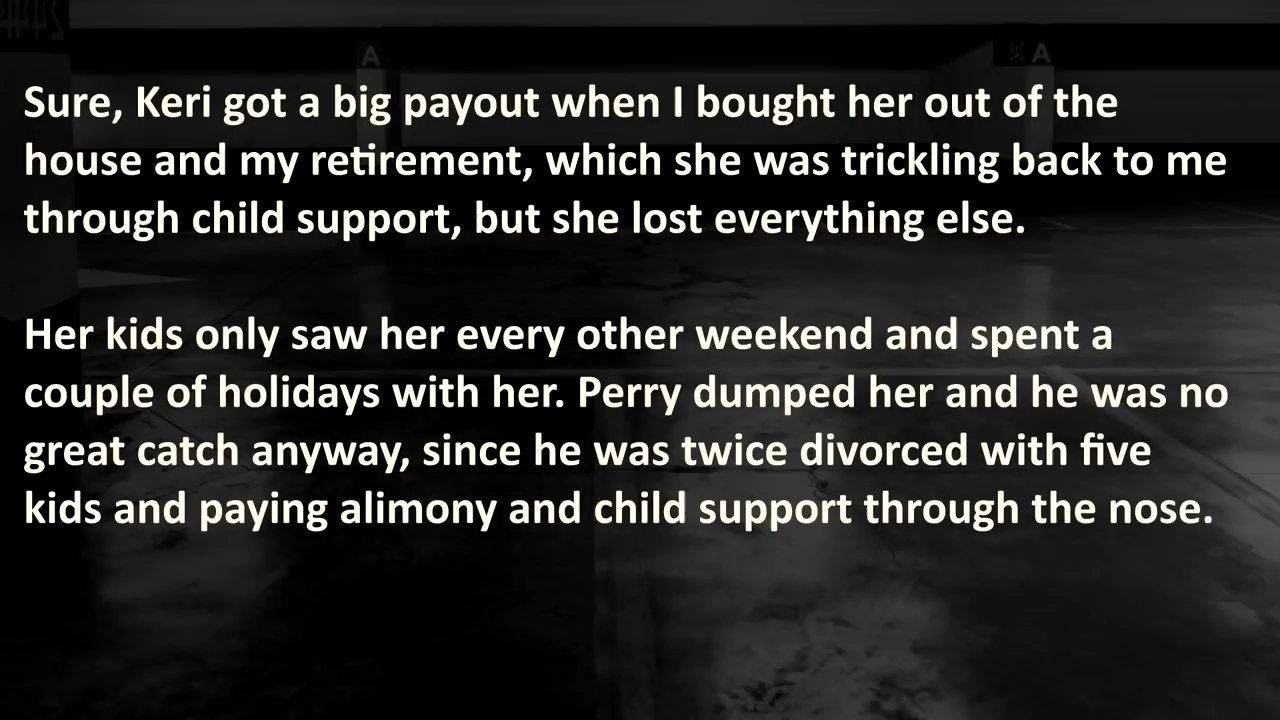 A
A
Sure, Keri got a big payout when I bought her out of the
house and my retirement, which she was trickling back to me
through child support, but she lost everything else.
Her kids only saw her every other weekend and spent a
couple of holidays with her. Perry dumped her and he was no
great catch anyway, since he was twice divorced with five
kids and paying alimony and child support through the nose.